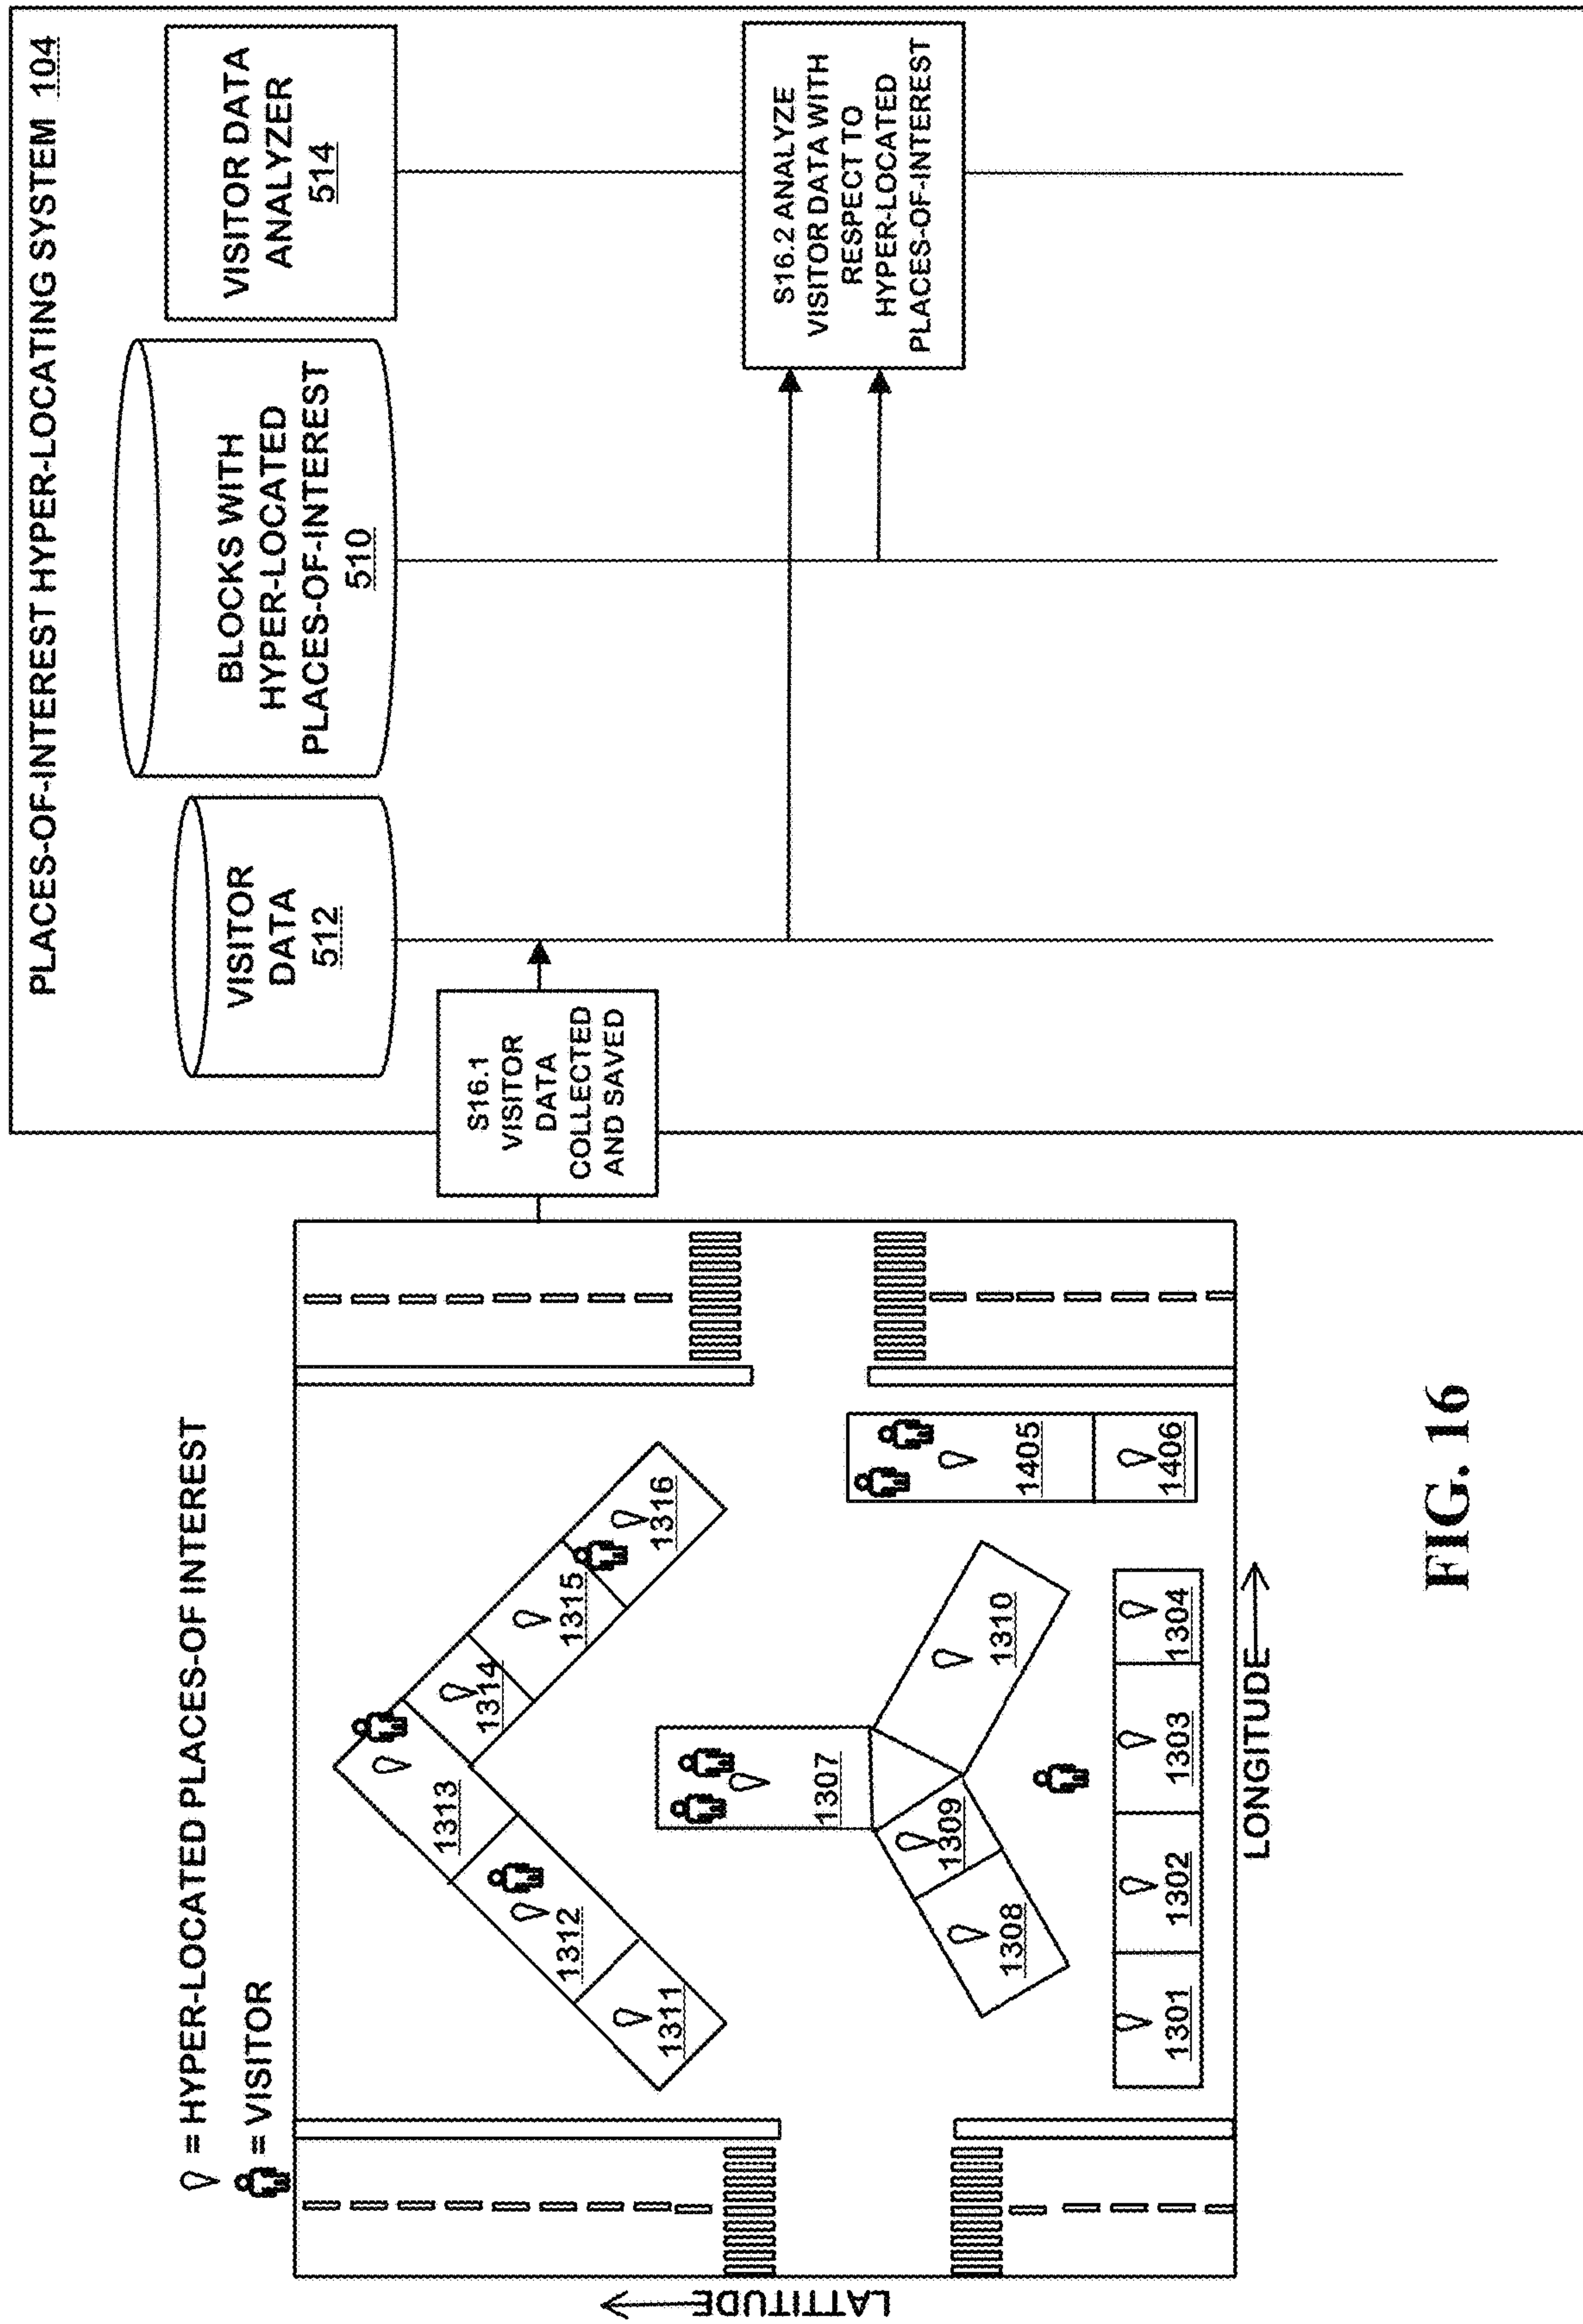 = HYPER-LOCATED PLACES-OF INTEREST
= VISITOR
LATTITUDE
LONGITUDE
1311
1312
1313
1314
1315
1316
1307
1308
1309
1310
1301
1302
1303
1304
1405
1406
PLACES-OF-INTEREST HYPER-LOCATING SYSTEM 104
VISITOR
DATA
512
BLOCKS WITH
HYPER-LOCATED
PLACES-OF-INTEREST
510
VISITOR DATA
ANALYZER
514
S16.1
VISITOR
DATA
COLLECTED
AND SAVED
S16.2 ANALYZE
VISITOR DATA WITH
RESPECT TO
HYPER-LOCATED
PLACES-OF-INTEREST
FIG. 16